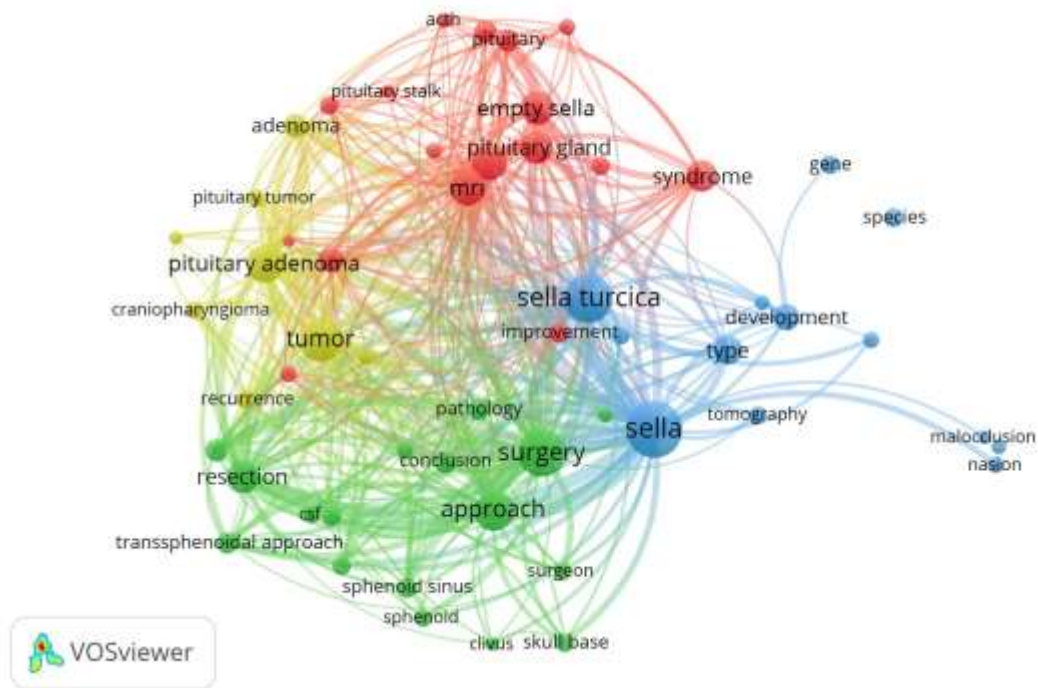 acth
pituitary
pituitary stalk
empty sella
adenoma
pituitary gland
gene
syndrome
mri
pituitary tumor
species
pituitary adenoma
sella turcica
craniopharyngioma
development
improvement
tumor
type
recurrence
pathology
tomography
sella
malocclusion
surgery
conclusion
nasion
resection
approach
csf
transsphenoidal approach
surgeon
sphenoid sinus
sphenoid
clivus
skull base
VOSviewer